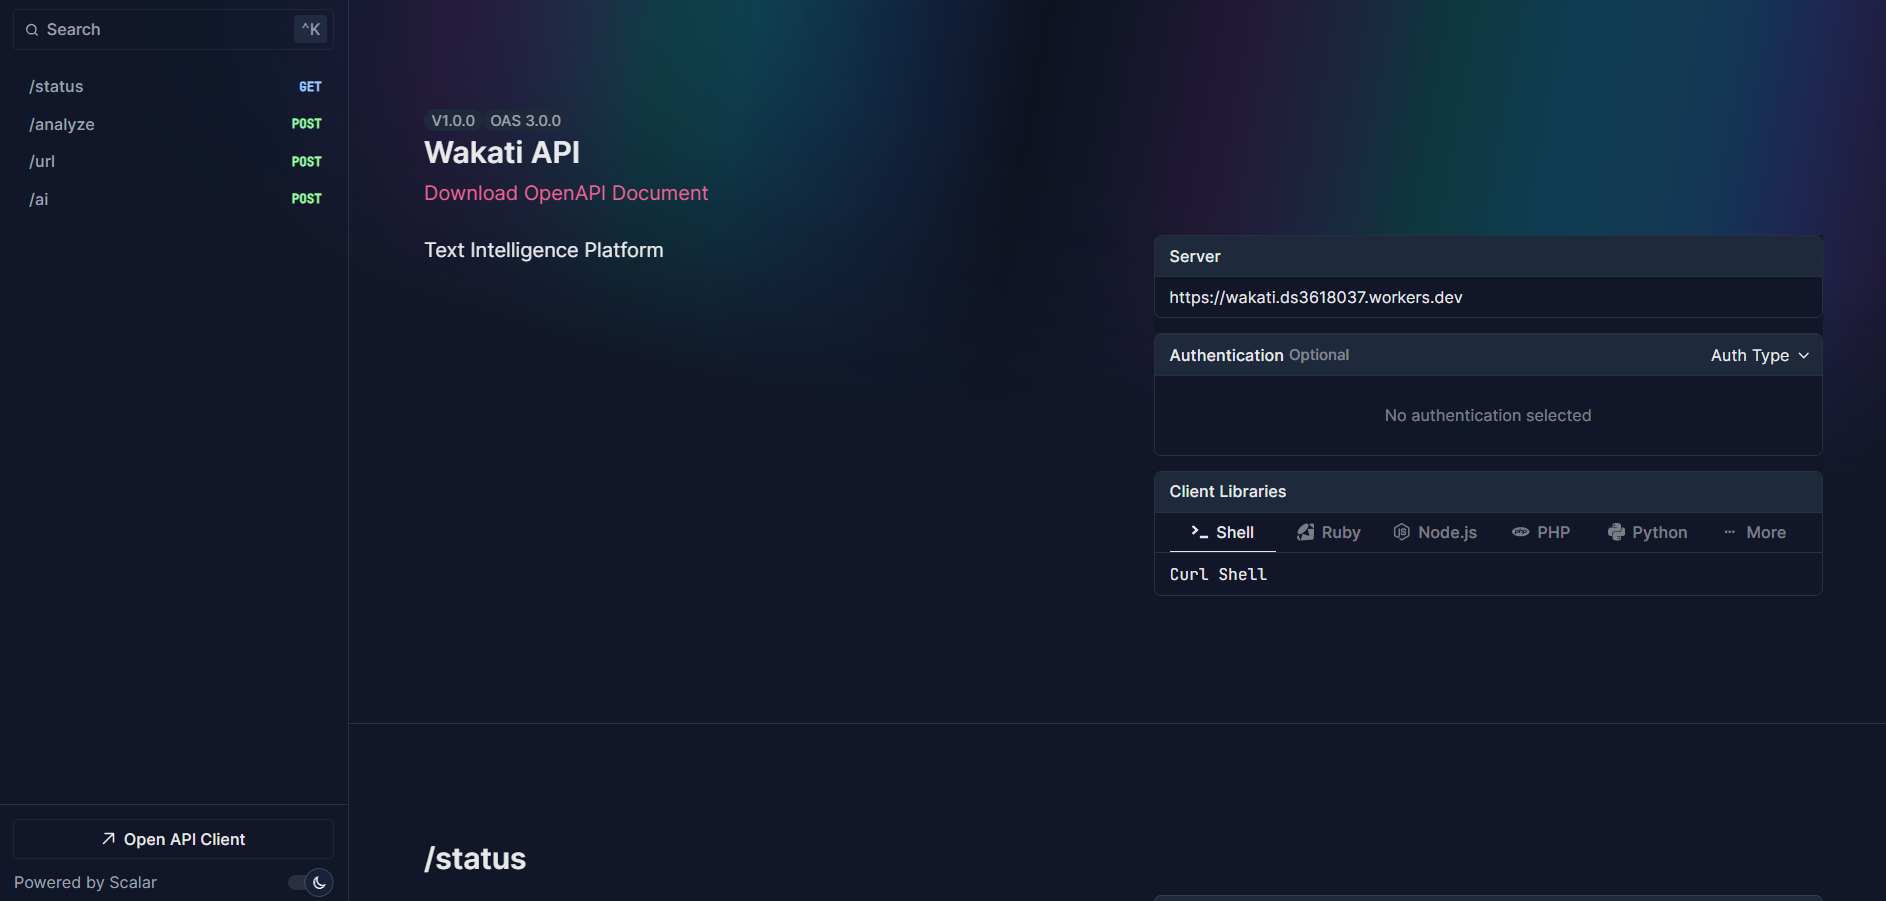 Search ^K
/status GET
/analyze POST
/url POST
/ai POST
Open API Client
Powered by Scalar
V1.0.0 OAS 3.0.0
Wakati API
Download OpenAPI Document
Text Intelligence Platform
Server
https://wakati.ds3618037.workers.dev
Authentication Optional Auth Type
No authentication selected
Client Libraries
Shell Ruby Node.js PHP Python More
Curl Shell
/status